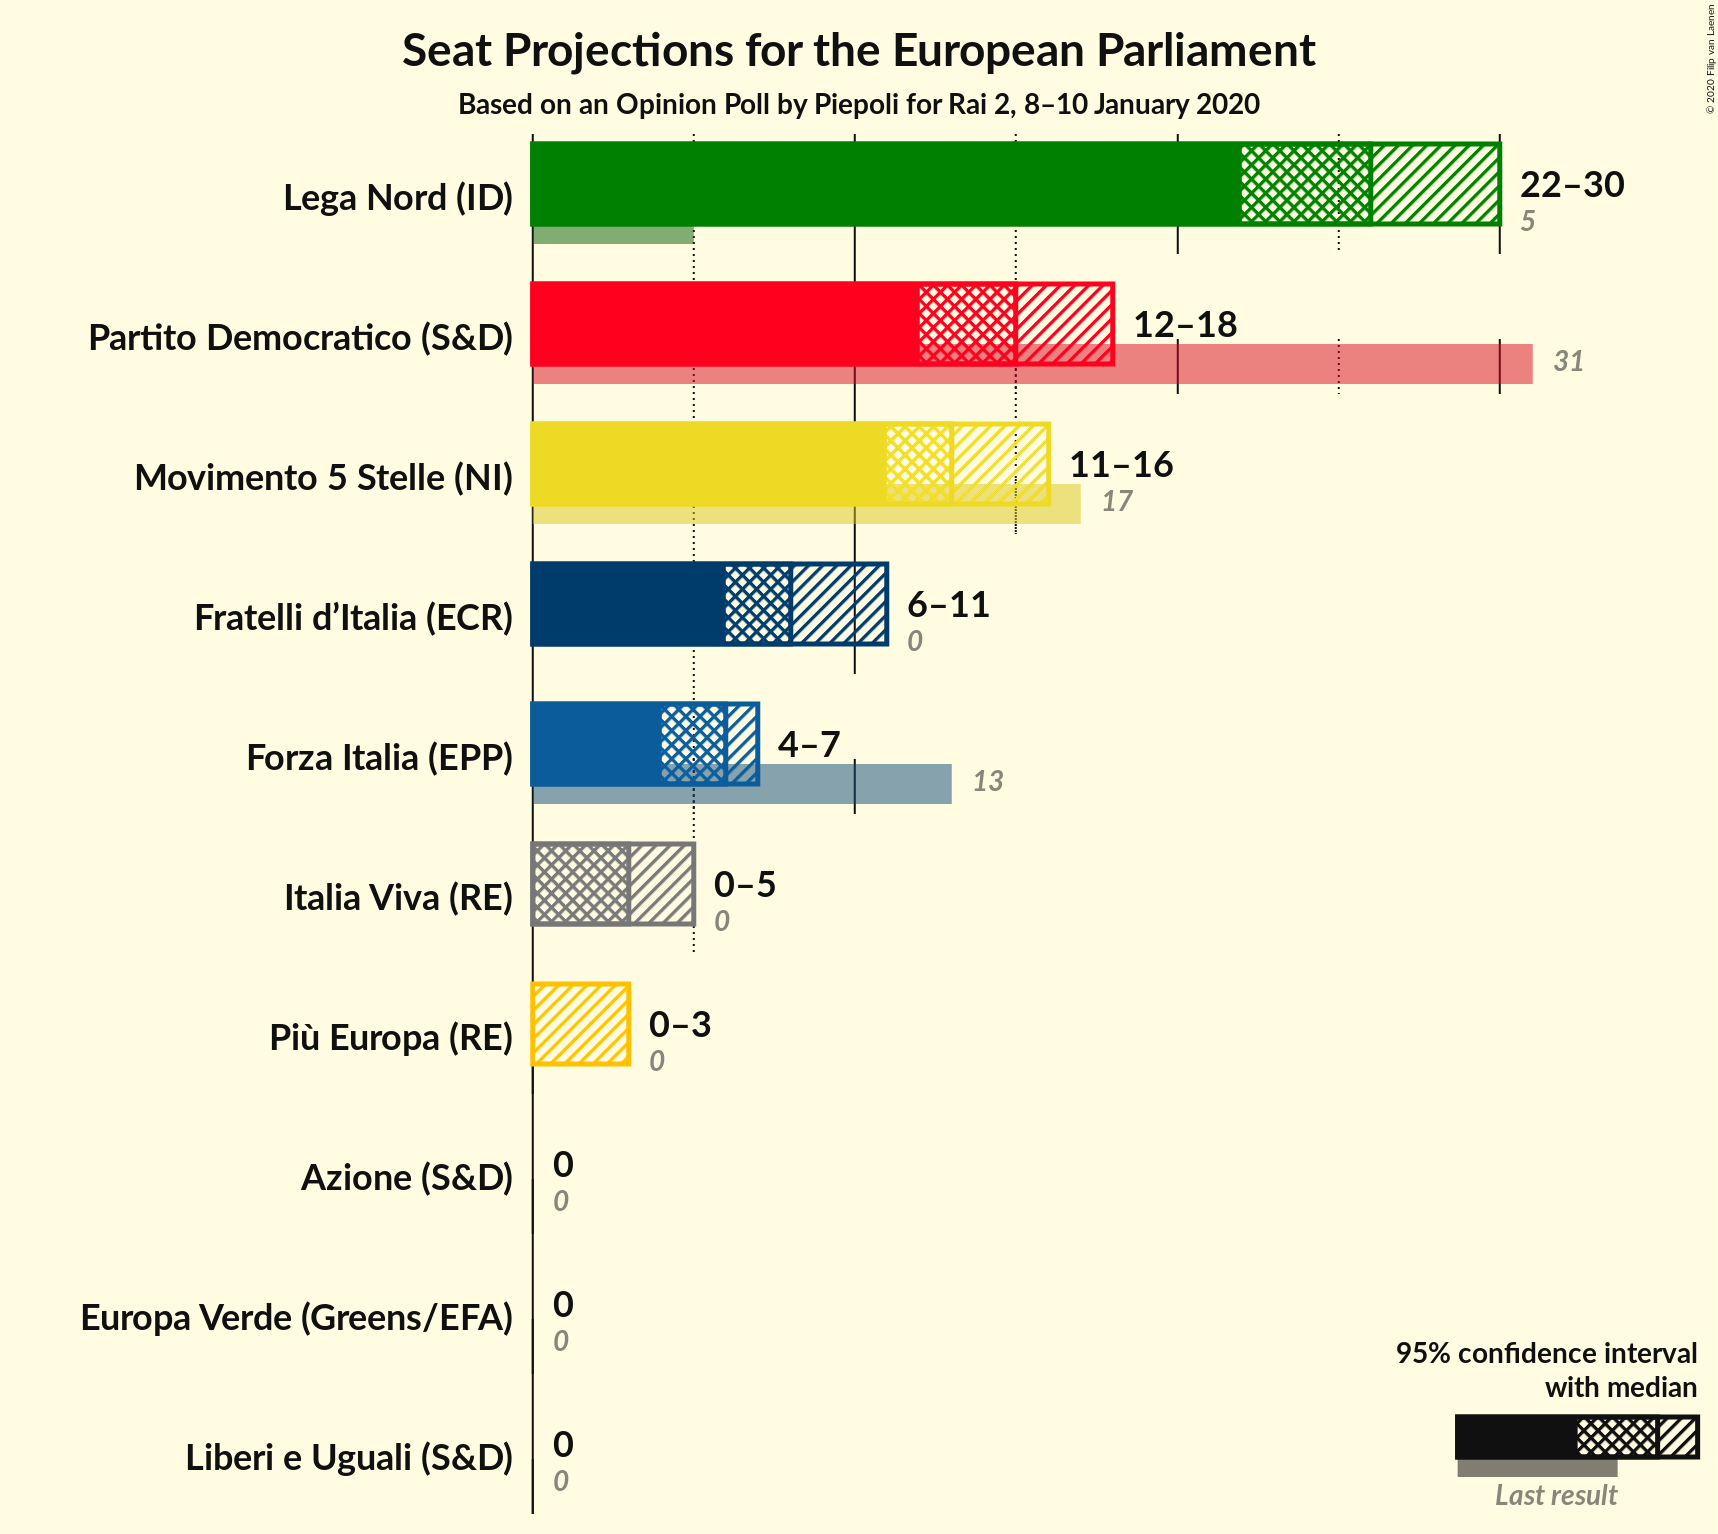 Seat Projections for the European Parliament
Based on an Opinion Poll by Piepoli for Rai 2, 8–10 January 2020
© 2020 Filip van Laenen
Lega Nord (ID)
22–30
5
Partito Democratico (S&D)
12–18
31
Movimento 5 Stelle (NI)
11–16
17
Fratelli d’Italia (ECR)
6–11
0
Forza Italia (EPP)
4–7
13
Italia Viva (RE)
0–5
0
Più Europa (RE)
0–3
0
Azione (S&D)
0
0
Europa Verde (Greens/EFA)
0
0
Liberi e Uguali (S&D)
0
0
95% confidence interval
with median
Last result